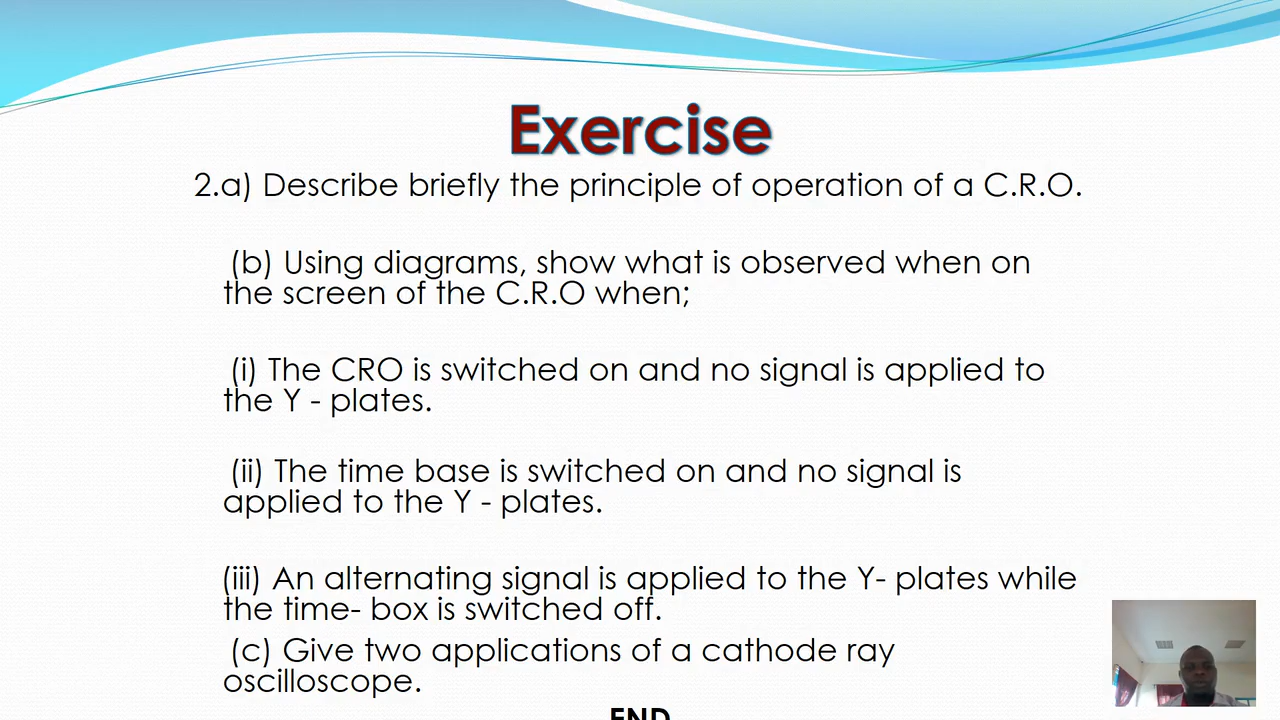 Exercise
2.a) Describe briefly the principle of operation of a C.R.O.
(b) Using diagrams, show what is observed when on
the screen of the C.R.O when;
(i) The CRO is switched on and no signal is applied to
the Y - plates.
(ii) The time base is switched on and no signal is
applied to the Y - plates.
(iii) An alternating signal is applied to the Y- plates while
the time- box is switched off.
(c) Give two applications of a cathode ray
oscilloscope.
END